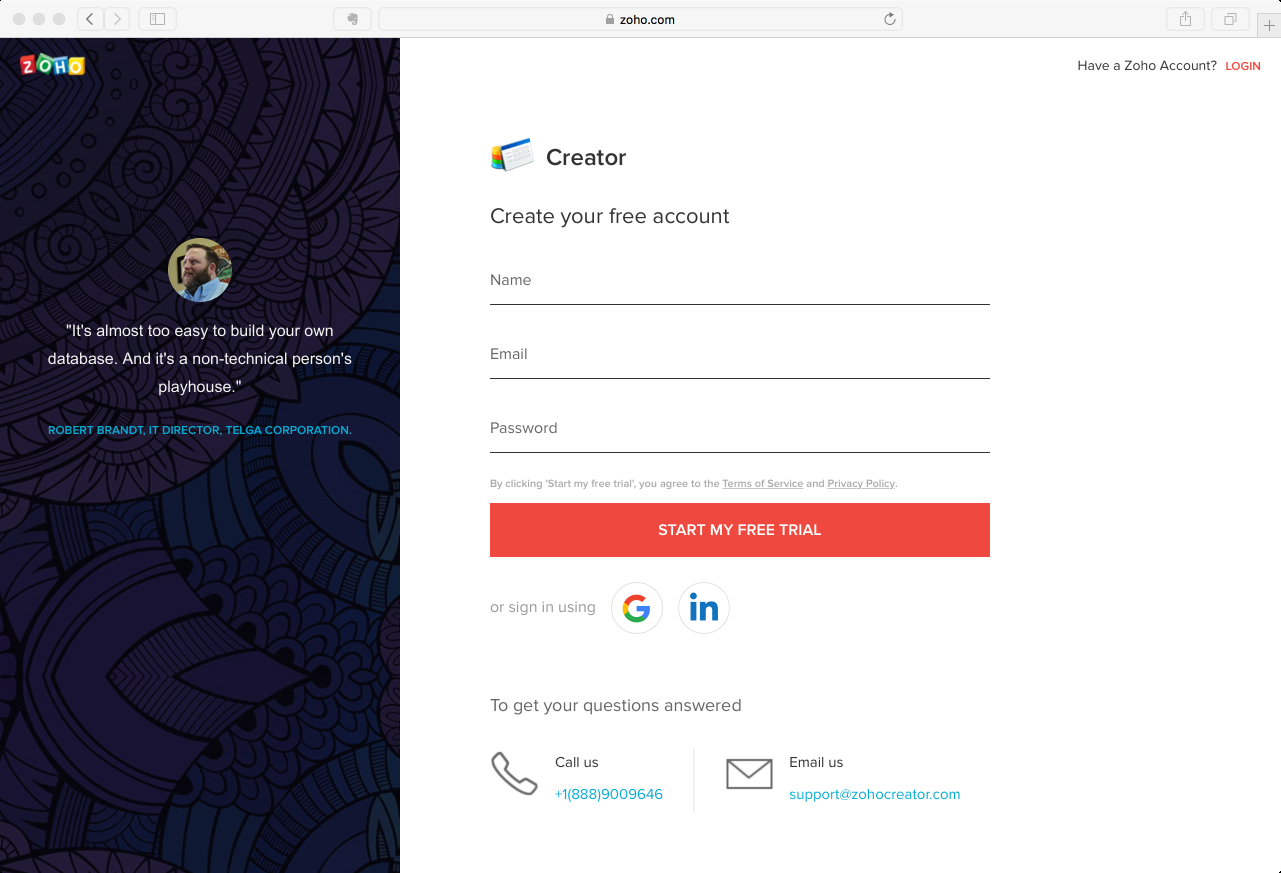 zoho.com
ZOHO
Have a Zoho Account? LOGIN
"It's almost too easy to build your own
database. And it's a non-technical person's
playhouse."
ROBERT BRANDT, IT DIRECTOR, TELGA CORPORATION.
Creator
Create your free account
Name
Email
Password
By clicking 'Start my free trial', you agree to the Terms of Service and Privacy Policy.
START MY FREE TRIAL
or sign in using G in
To get your questions answered
Call us
+1(888)9009646
Email us
support@zohocreator.com